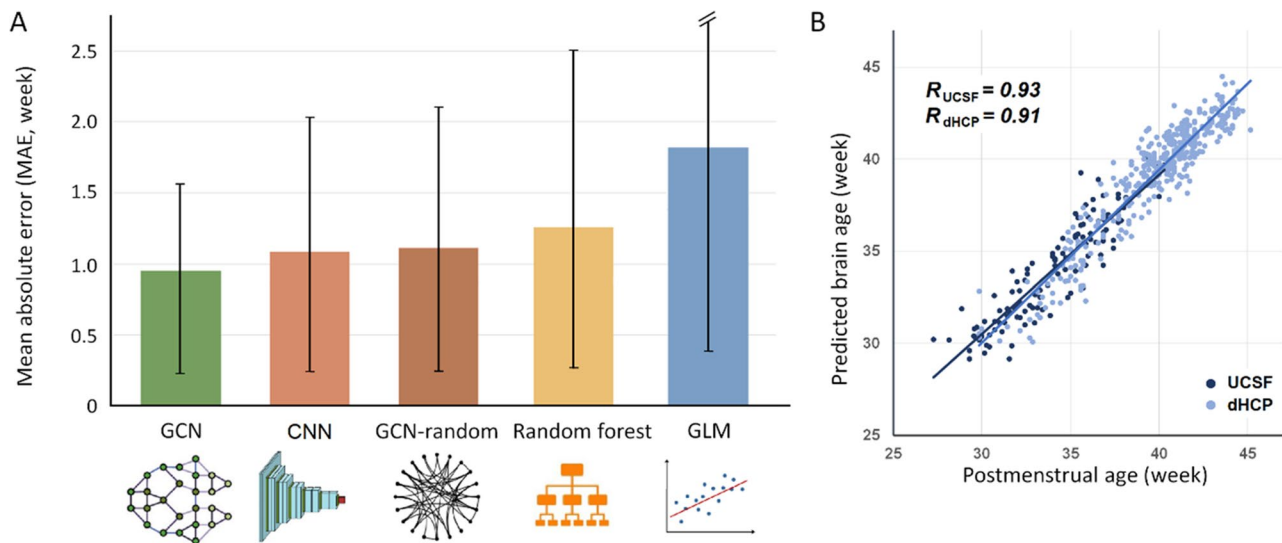 A
Mean absolute error (MAE, week)
2.5
2.0
1.5
1.0
0.5
0
GCN
CNN
GCN-random
Random forest
GLM
B
Predicted brain age (week)
45
40
35
30
25
R UCSF = 0.93
R dHCP = 0.91
UCSF
dHCP
25
30
35
40
45
Postmenstrual age (week)